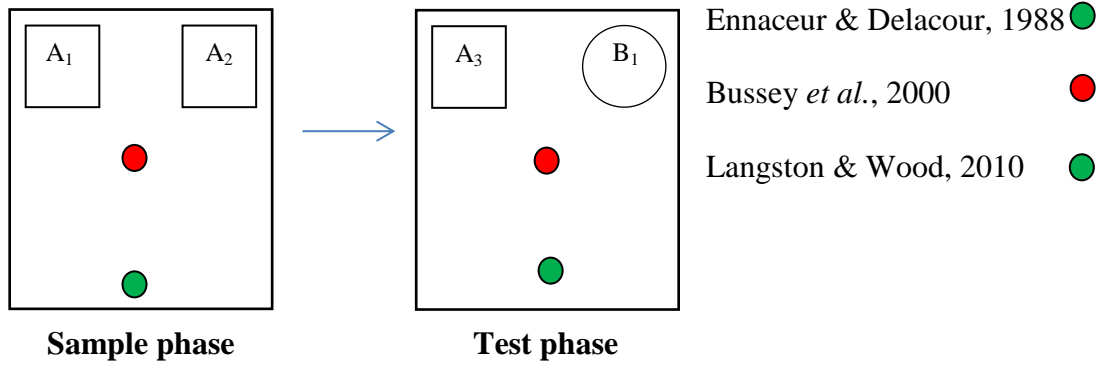 A₁ A₂
A₃ B₁
Ennaceur & Delacour, 1988
Bussey et al., 2000
Langston & Wood, 2010
Sample phase
Test phase